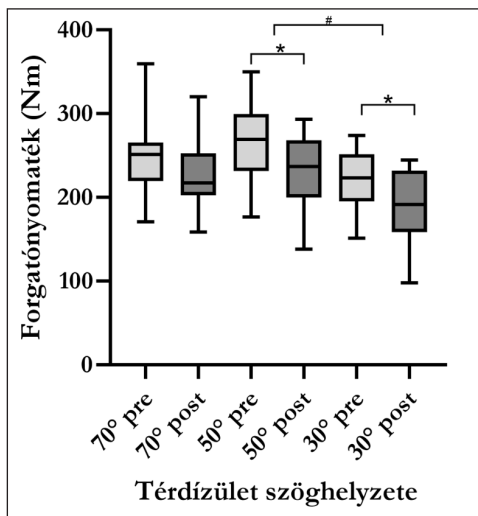 Forgatónyomaték (Nm)
400
300
200
100
0
#
*
*
70° pre
70° post
50° pre
50° post
30° pre
30° post
Térdízület szöghelyzete